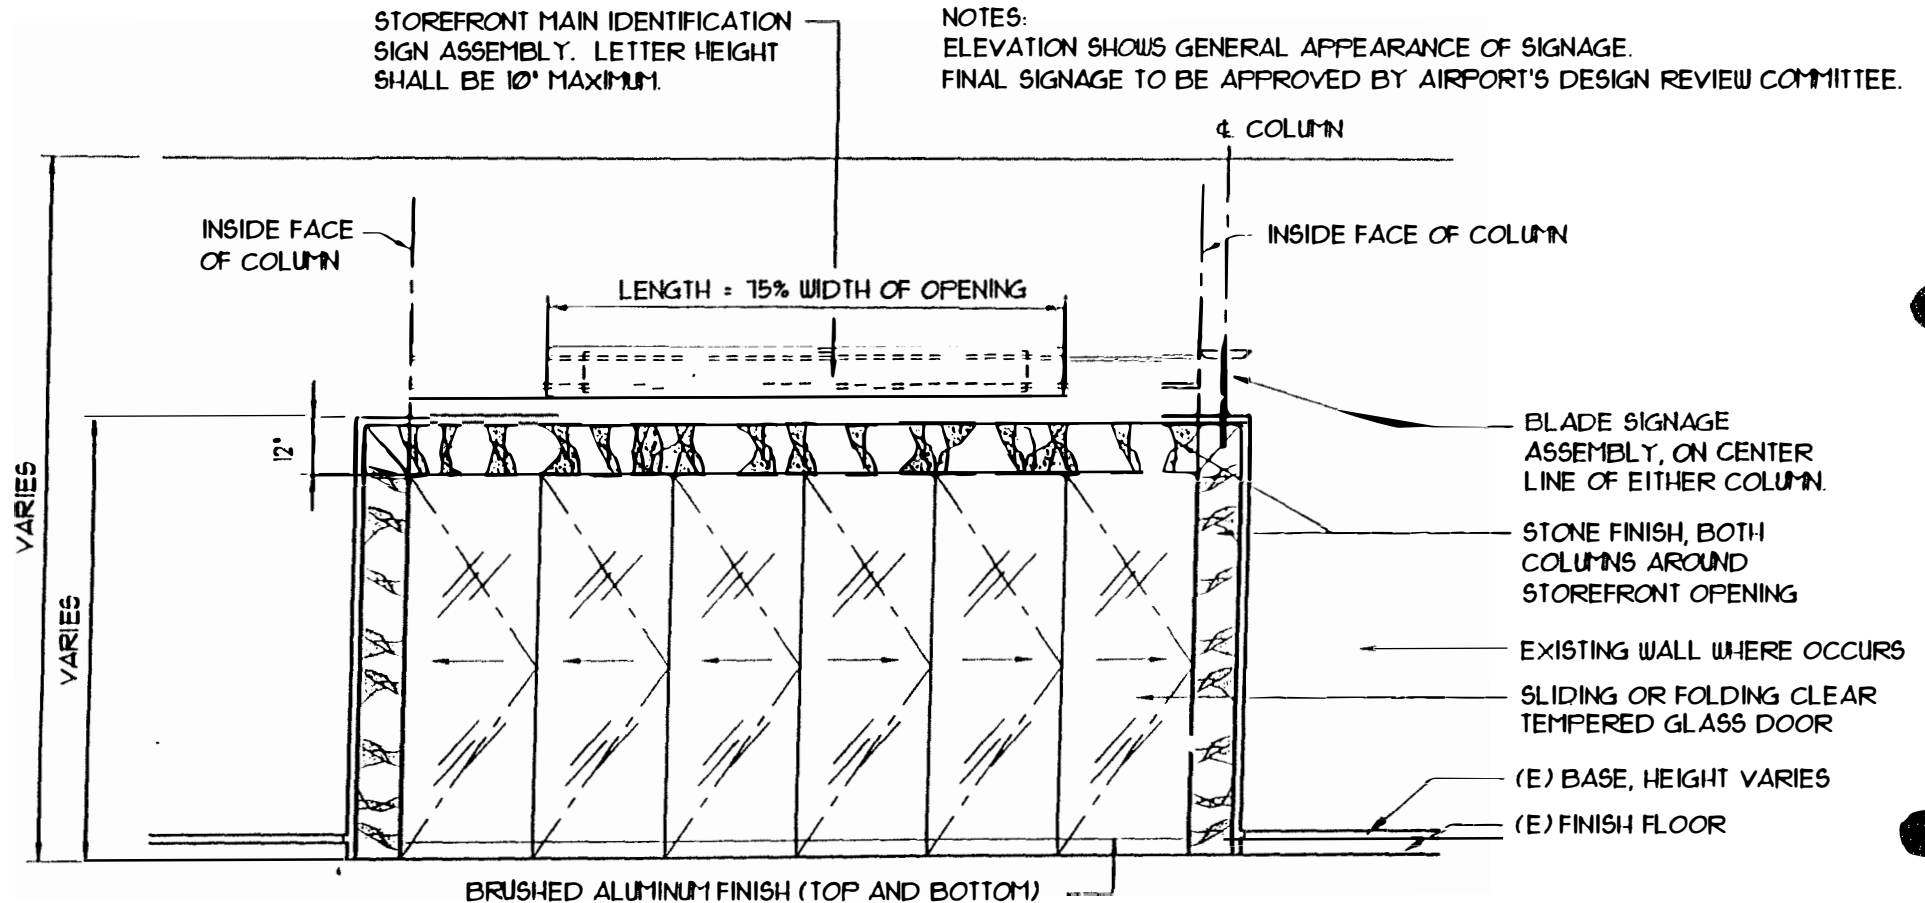 STOREFRONT MAIN IDENTIFICATION
SIGN ASSEMBLY. LETTER HEIGHT
SHALL BE 10" MAXIMUM.
NOTES:
ELEVATION SHOWS GENERAL APPEARANCE OF SIGNAGE.
FINAL SIGNAGE TO BE APPROVED BY AIRPORT'S DESIGN REVIEW COMMITTEE.
℄ COLUMN
INSIDE FACE
OF COLUMN
INSIDE FACE OF COLUMN
LENGTH = 75% WIDTH OF OPENING
12"
VARIES
VARIES
BLADE SIGNAGE
ASSEMBLY, ON CENTER
LINE OF EITHER COLUMN.
STONE FINISH, BOTH
COLUMNS AROUND
STOREFRONT OPENING
EXISTING WALL WHERE OCCURS
SLIDING OR FOLDING CLEAR
TEMPERED GLASS DOOR
(E) BASE, HEIGHT VARIES
(E) FINISH FLOOR
BRUSHED ALUMINUM FINISH (TOP AND BOTTOM)